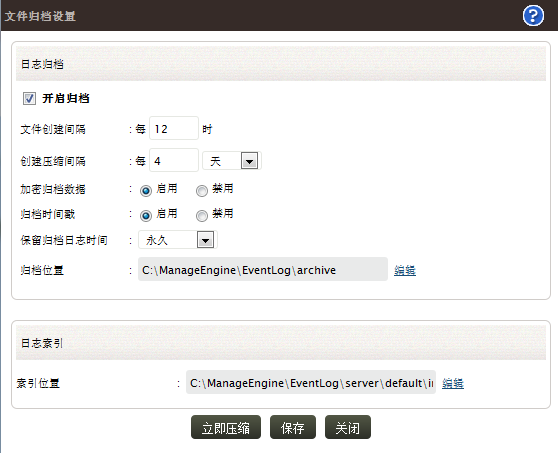 文件归档设置 ?
日志归档
开启归档
文件创建间隔 : 每 12 时
创建压缩间隔 : 每 4 天
加密归档数据 : 启用 禁用
归档时间戳 : 启用 禁用
保留归档日志时间 : 永久
归档位置 : C:\ManageEngine\EventLog\archive 编辑
日志索引
索引位置 : C:\ManageEngine\EventLog\server\default\i 编辑
立即压缩 保存 关闭